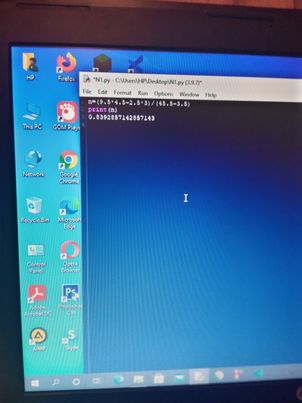 HP
Firefox
*N1.py - C:\Users\HP\Desktop\N1.py (3.9.7)*
File Edit Format Run Options Window Help
n=(9.5*4.5-2.5*3)/(45.5-3.5)
print(n)
0.8392857142857143
This PC
GOM Player
Network
Google
Chrome
Recycle Bin
Microsoft
Edge
Control
Panel
Opera
Browser
Adobe
Acrobat DC
Photoshop
CS6
AIMP
Skype